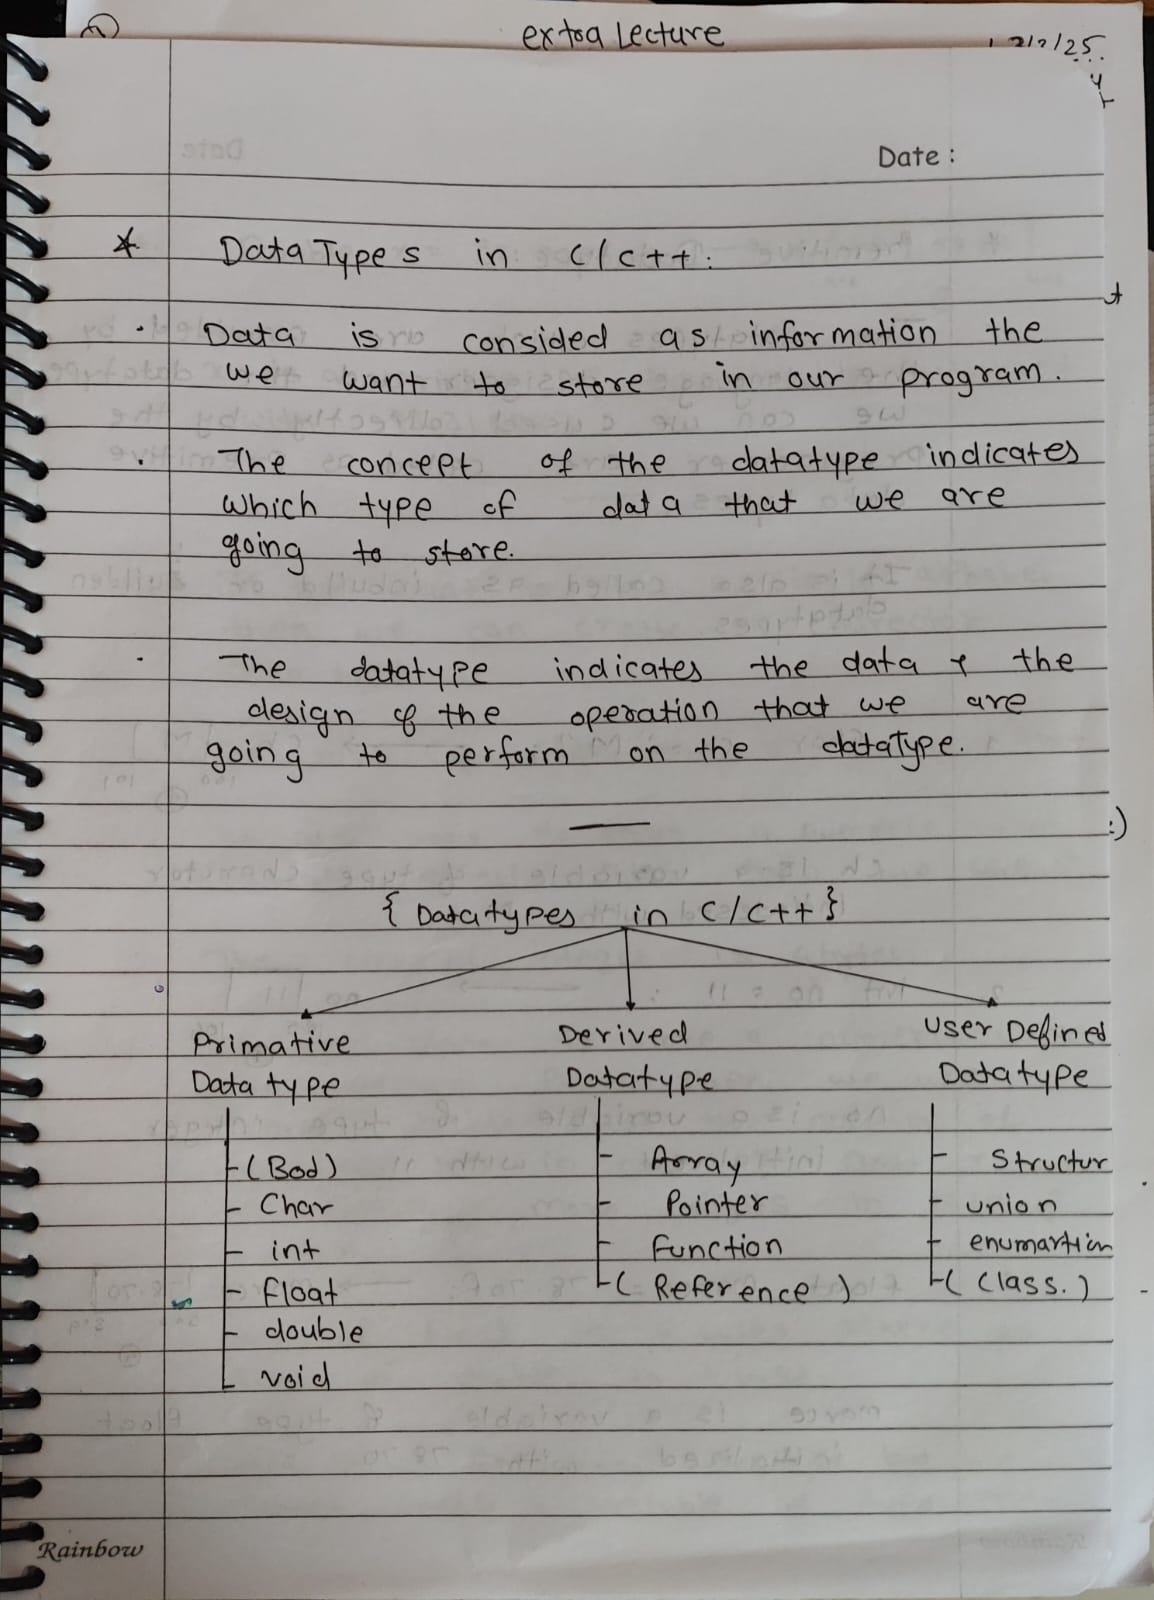 extra Lecture
/25
Date :
* Data Types in C/C++:
· Data is consided as information the
we want to store in our program.
· The concept of the datatype indicates
which type of data that we are
going to store.
· The datatype indicates the data & the
design of the operation that we are
going to perform on the dataType.
:)
{ Datatypes in C/C++ }
Primative Derived User Defined
Data type Datatype Datatype
(Bod) Array Structur
Char Pointer union
int Function enumartion
float ( Reference ) ( Class. )
double
void
Rainbow